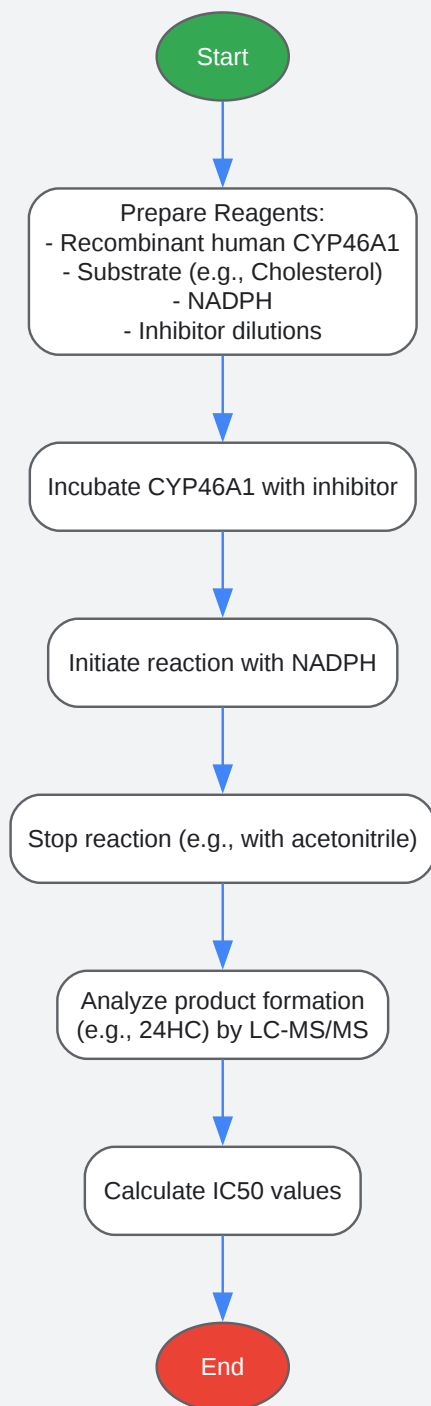 Start
Prepare Reagents:
- Recombinant human CYP46A1
- Substrate (e.g., Cholesterol)
- NADPH
- Inhibitor dilutions
Incubate CYP46A1 with inhibitor
Initiate reaction with NADPH
Stop reaction (e.g., with acetonitrile)
Analyze product formation
(e.g., 24HC) by LC-MS/MS
Calculate IC50 values
End